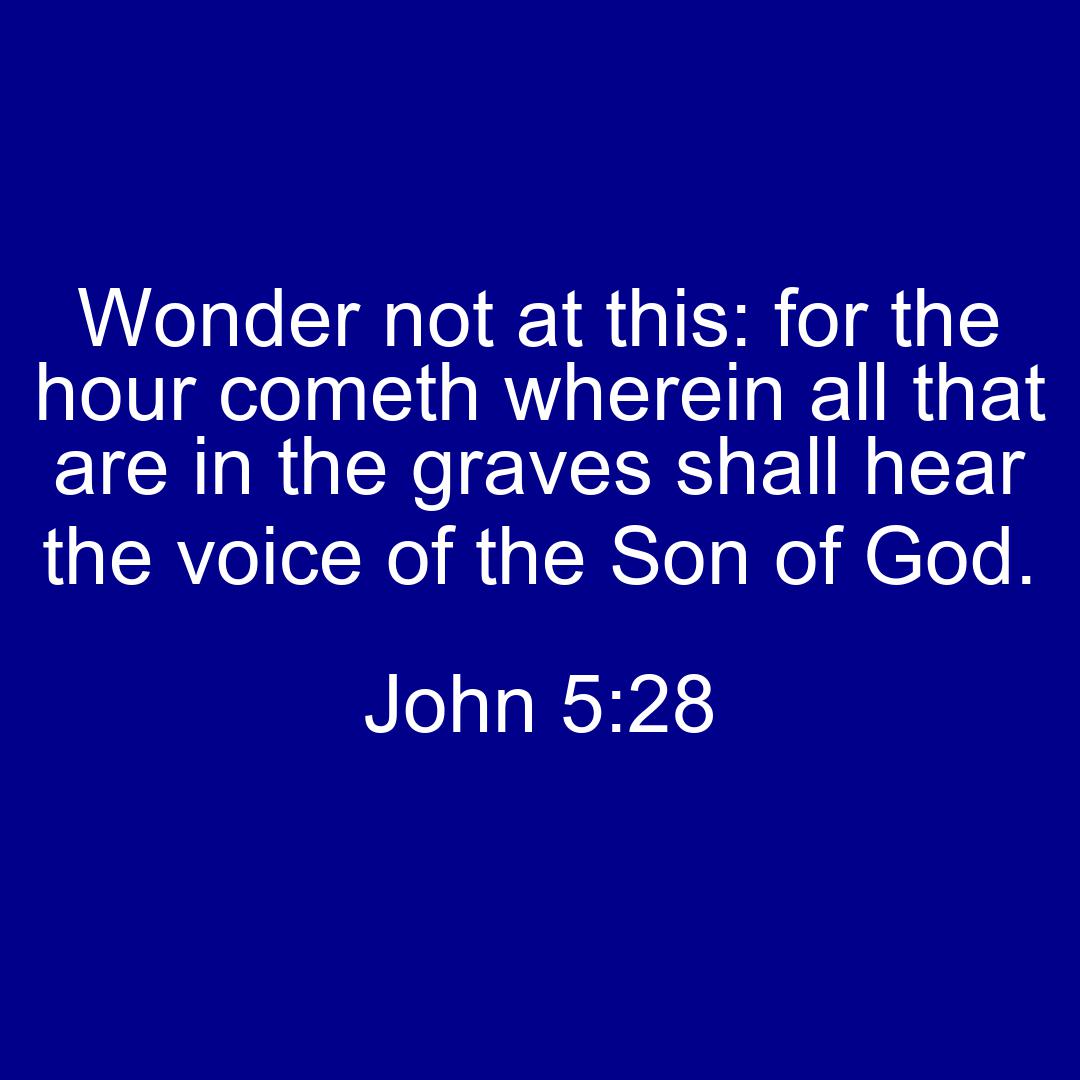 Wonder not at this: for the
hour cometh wherein all that
are in the graves shall hear
the voice of the Son of God.
John 5:28